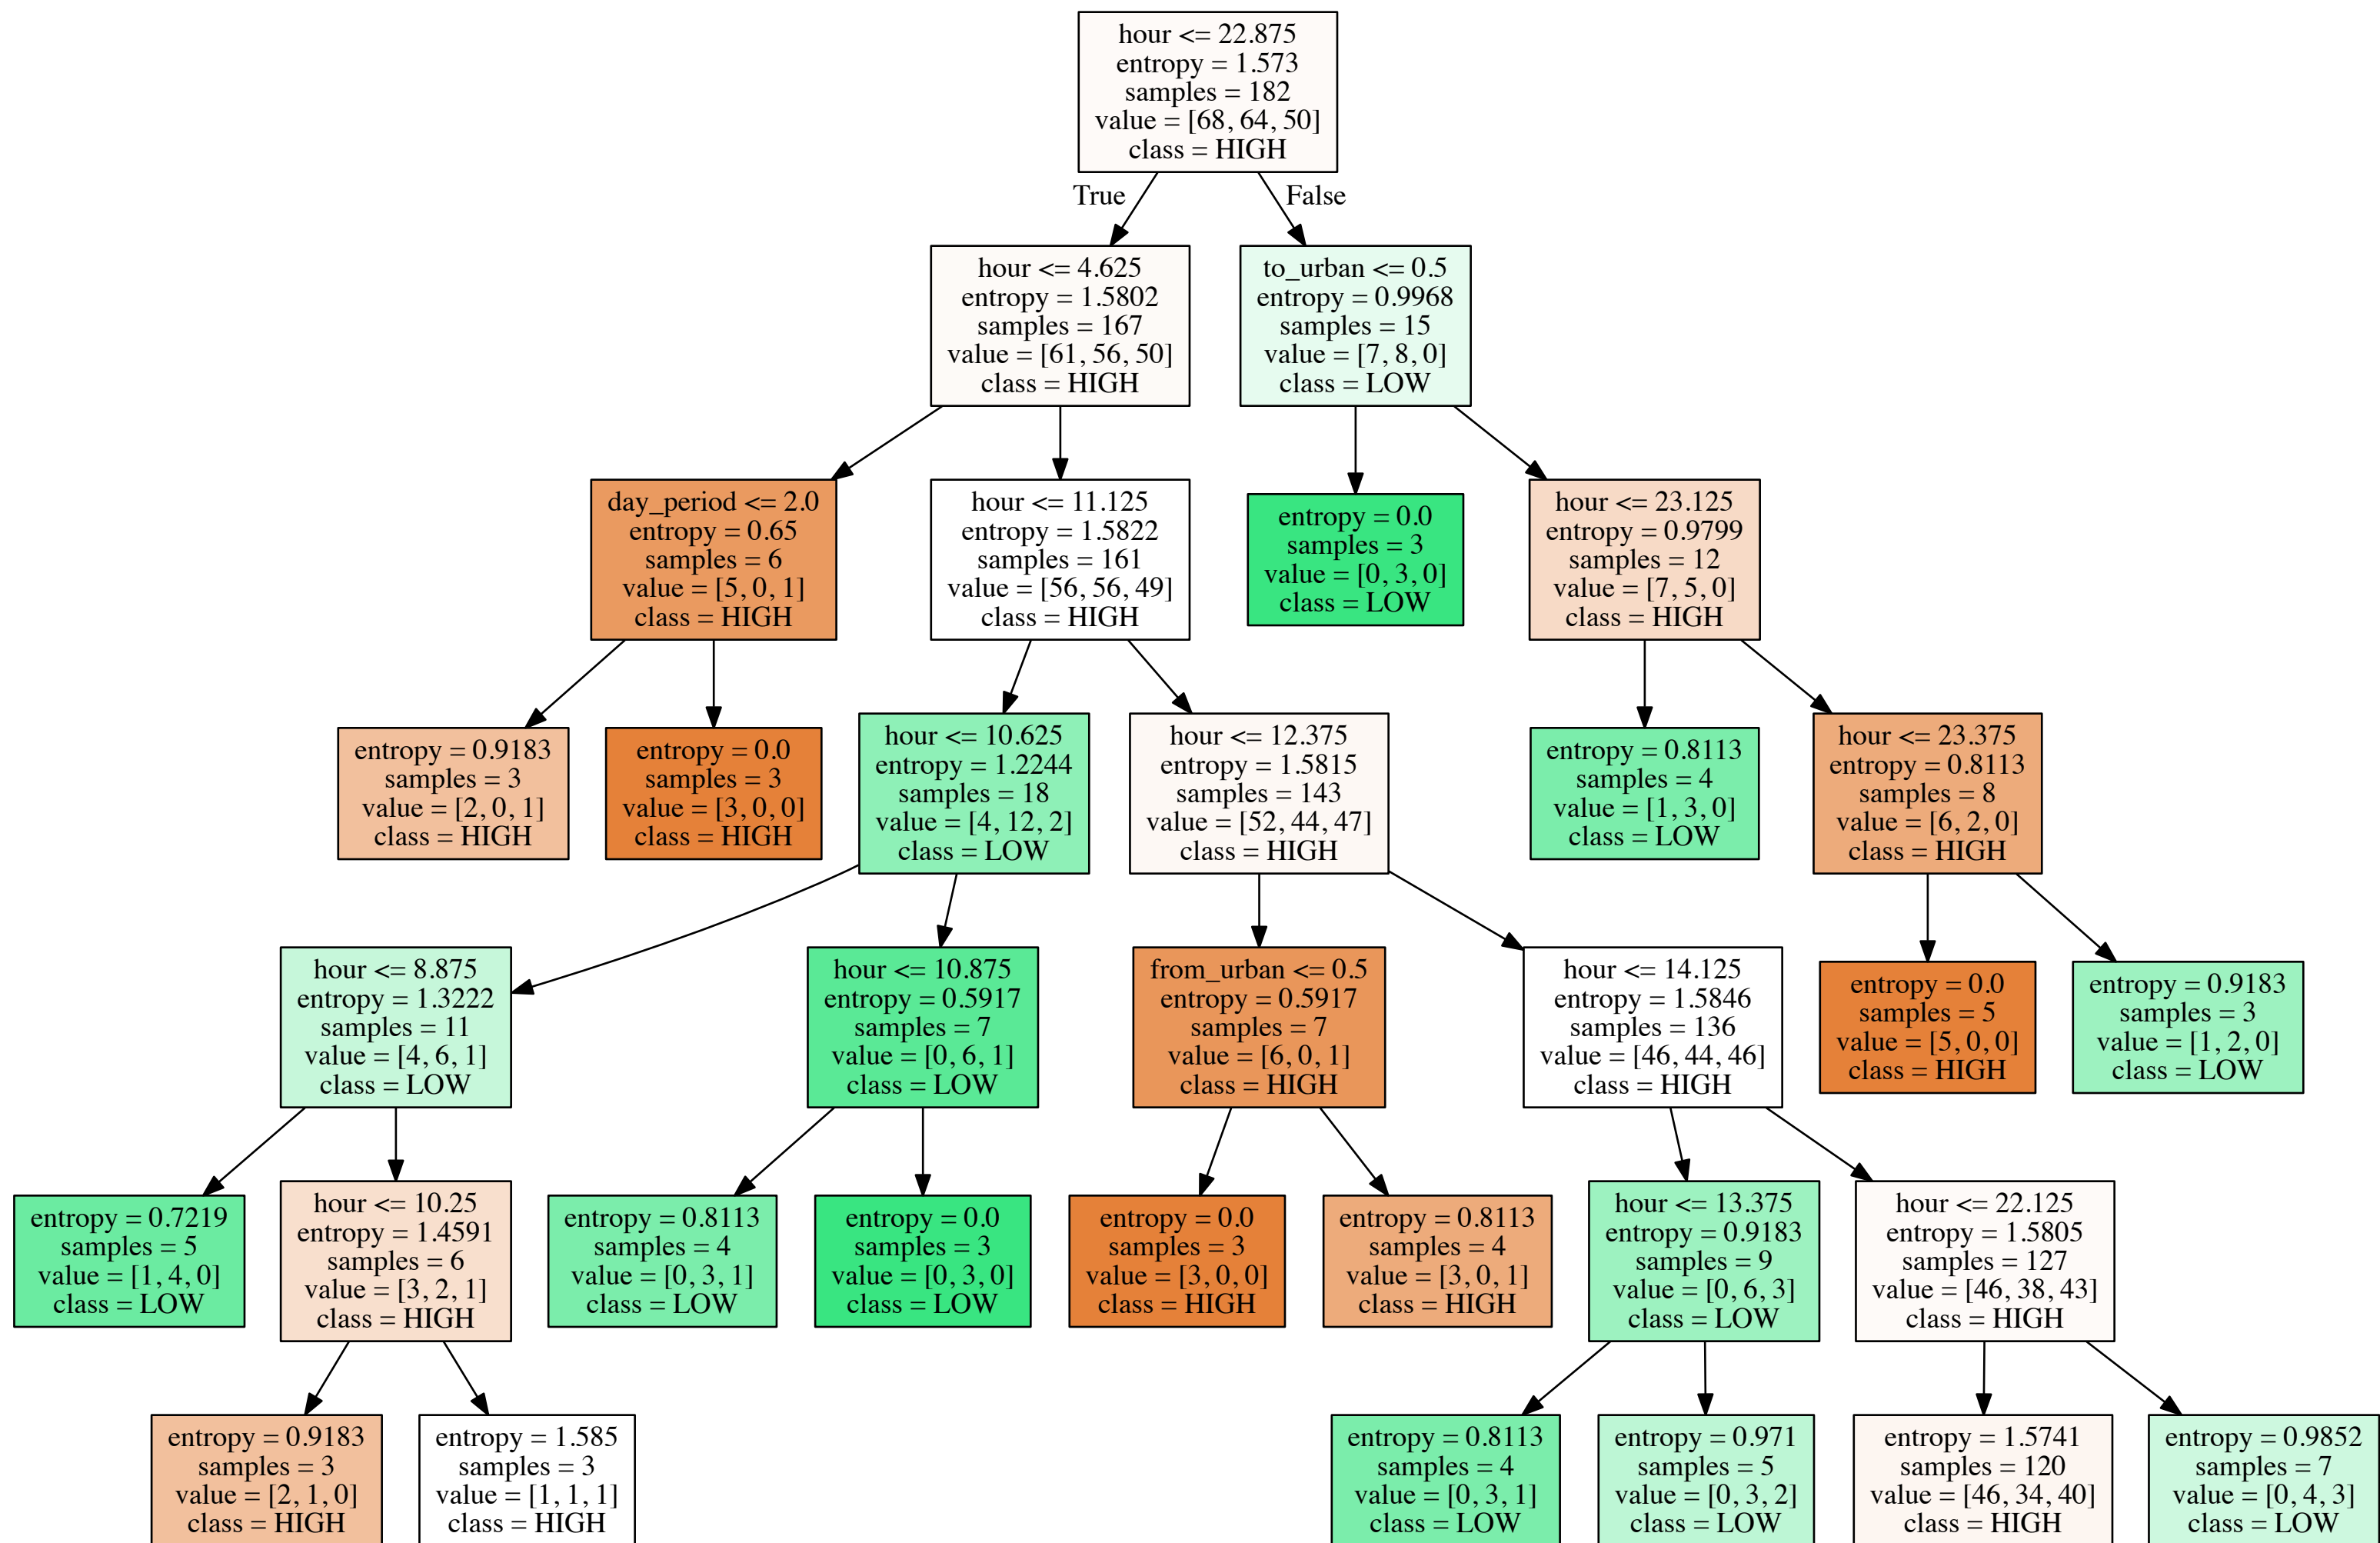 hour <= 22.875
entropy = 1.573
samples = 182
value = [68, 64, 50]
class = HIGH
True
False
hour <= 4.625
entropy = 1.5802
samples = 167
value = [61, 56, 50]
class = HIGH
to_urban <= 0.5
entropy = 0.9968
samples = 15
value = [7, 8, 0]
class = LOW
day_period <= 2.0
entropy = 0.65
samples = 6
value = [5, 0, 1]
class = HIGH
hour <= 11.125
entropy = 1.5822
samples = 161
value = [56, 56, 49]
class = HIGH
entropy = 0.0
samples = 3
value = [0, 3, 0]
class = LOW
hour <= 23.125
entropy = 0.9799
samples = 12
value = [7, 5, 0]
class = HIGH
entropy = 0.9183
samples = 3
value = [2, 0, 1]
class = HIGH
entropy = 0.0
samples = 3
value = [3, 0, 0]
class = HIGH
hour <= 10.625
entropy = 1.2244
samples = 18
value = [4, 12, 2]
class = LOW
hour <= 12.375
entropy = 1.5815
samples = 143
value = [52, 44, 47]
class = HIGH
entropy = 0.8113
samples = 4
value = [1, 3, 0]
class = LOW
hour <= 23.375
entropy = 0.8113
samples = 8
value = [6, 2, 0]
class = HIGH
hour <= 8.875
entropy = 1.3222
samples = 11
value = [4, 6, 1]
class = LOW
hour <= 10.875
entropy = 0.5917
samples = 7
value = [0, 6, 1]
class = LOW
from_urban <= 0.5
entropy = 0.5917
samples = 7
value = [6, 0, 1]
class = HIGH
hour <= 14.125
entropy = 1.5846
samples = 136
value = [46, 44, 46]
class = HIGH
entropy = 0.0
samples = 5
value = [5, 0, 0]
class = HIGH
entropy = 0.9183
samples = 3
value = [1, 2, 0]
class = LOW
entropy = 0.7219
samples = 5
value = [1, 4, 0]
class = LOW
hour <= 10.25
entropy = 1.4591
samples = 6
value = [3, 2, 1]
class = HIGH
entropy = 0.8113
samples = 4
value = [0, 3, 1]
class = LOW
entropy = 0.0
samples = 3
value = [0, 3, 0]
class = LOW
entropy = 0.0
samples = 3
value = [3, 0, 0]
class = HIGH
entropy = 0.8113
samples = 4
value = [3, 0, 1]
class = HIGH
hour <= 13.375
entropy = 0.9183
samples = 9
value = [0, 6, 3]
class = LOW
hour <= 22.125
entropy = 1.5805
samples = 127
value = [46, 38, 43]
class = HIGH
entropy = 0.9183
samples = 3
value = [2, 1, 0]
class = HIGH
entropy = 1.585
samples = 3
value = [1, 1, 1]
class = HIGH
entropy = 0.8113
samples = 4
value = [0, 3, 1]
class = LOW
entropy = 0.971
samples = 5
value = [0, 3, 2]
class = LOW
entropy = 1.5741
samples = 120
value = [46, 34, 40]
class = HIGH
entropy = 0.9852
samples = 7
value = [0, 4, 3]
class = LOW